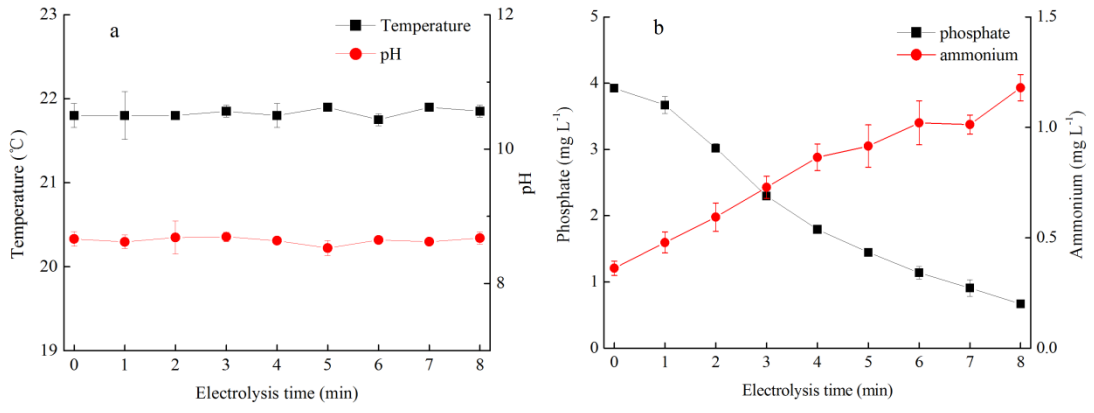 a
Temperature
pH
22
21
20
19
Temperature (℃)
12
10
8
pH
0 1 2 3 4 5 6 7 8
Electrolysis time (min)
b
phosphate
ammonium
5
4
3
2
1
0
Phosphate (mg L⁻¹)
1.5
1.0
0.5
0.0
Ammonium (mg L⁻¹)
0 1 2 3 4 5 6 7 8
Electrolysis time (min)